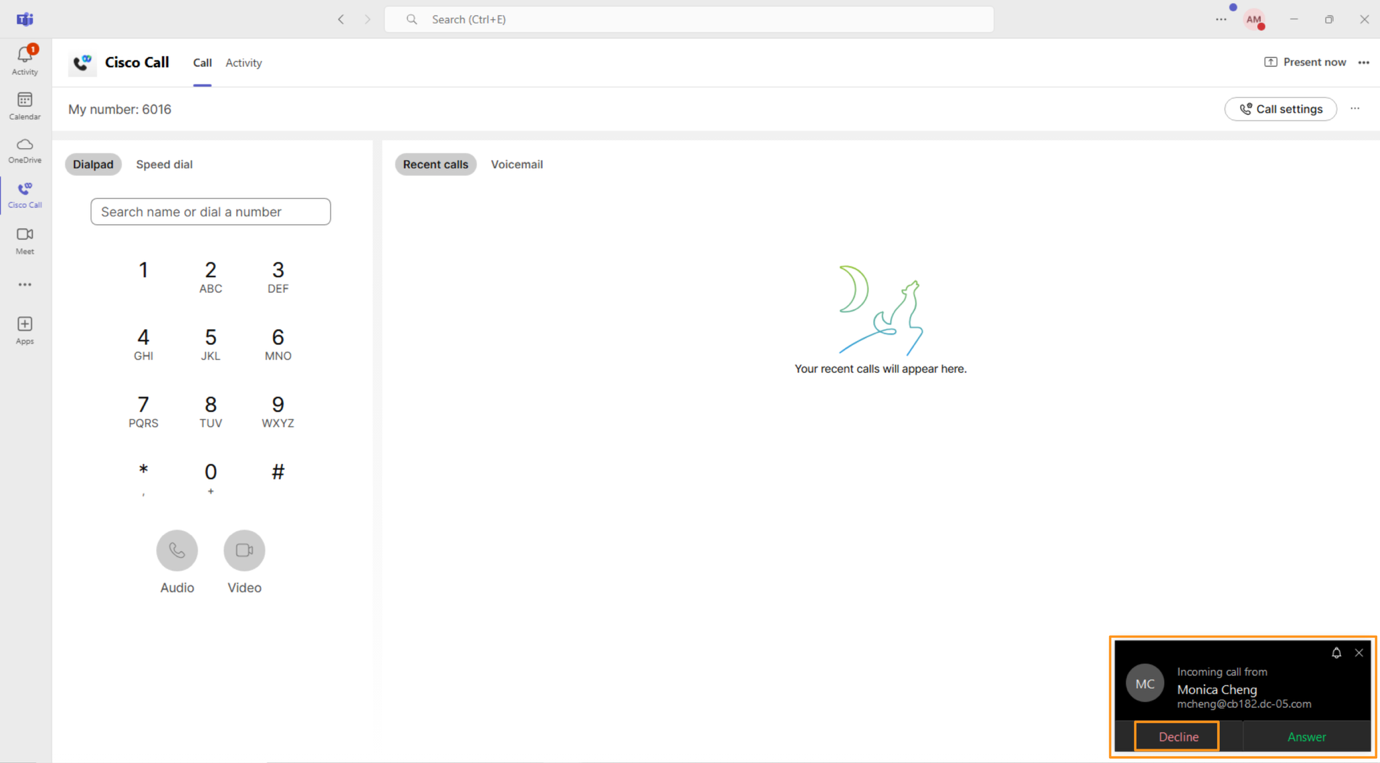 Search (Ctrl+E)
AM
1
Activity
Calendar
OneDrive
Cisco Call
Meet
Apps
Cisco Call
Call
Activity
Present now
My number: 6016
Call settings
Dialpad
Speed dial
Search name or dial a number
1
2
3
ABC
DEF
4
5
6
GHI
JKL
MNO
7
8
9
PQRS
TUV
WXYZ
*
0
#
,
+
Audio
Video
Recent calls
Voicemail
Your recent calls will appear here.
MC
Incoming call from
Monica Cheng
mcheng@cb182.dc-05.com
Decline
Answer